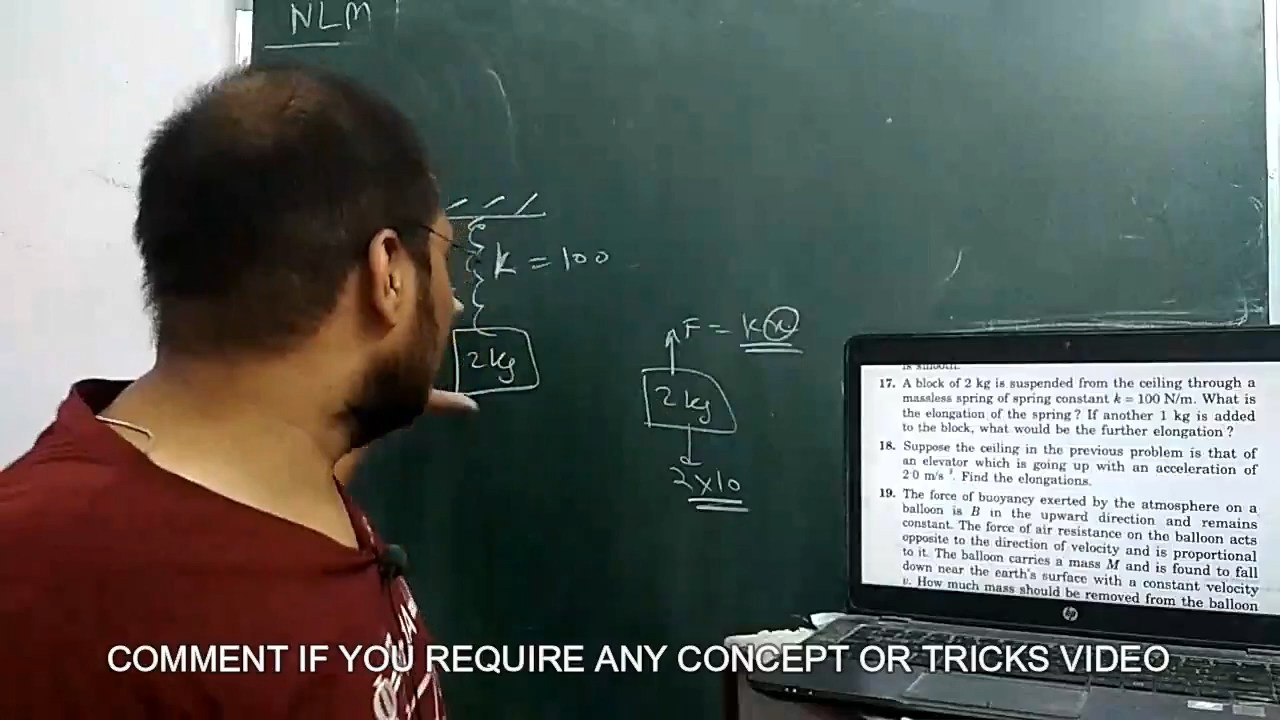 NLM
k = 100
2 kg
F = kx
2 kg
2x10
17. A block of 2 kg is suspended from the ceiling through a
massless spring of spring constant k = 100 N/m. What is
the elongation of the spring ? If another 1 kg is added
to the block, what would be the further elongation ?
18. Suppose the ceiling in the previous problem is that of
an elevator which is going up with an acceleration of
2·0 m/s². Find the elongations.
19. The force of buoyancy exerted by the atmosphere on a
balloon is B in the upward direction and remains
constant. The force of air resistance on the balloon acts
opposite to the direction of velocity and is proportional
to it. The balloon carries a mass M and is found to fall
down near the earth's surface with a constant velocity
v. How much mass should be removed from the balloon
hp
COMMENT IF YOU REQUIRE ANY CONCEPT OR TRICKS VIDEO